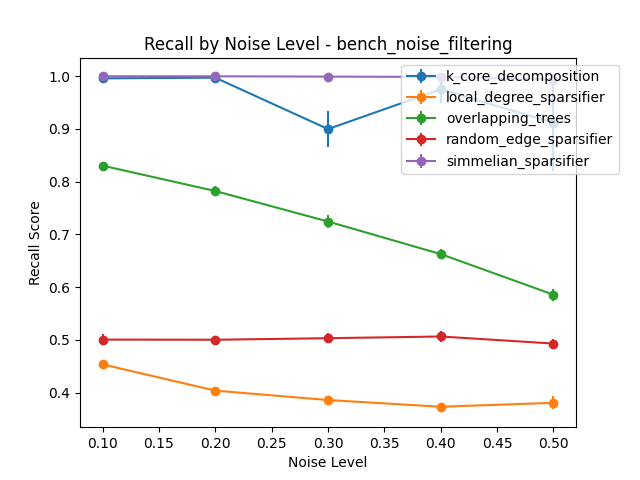 Recall by Noise Level - bench_noise_filtering
k_core_decomposition
local_degree_sparsifier
overlapping_trees
random_edge_sparsifier
simmelian_sparsifier
Recall Score
1.0
0.9
0.8
0.7
0.6
0.5
0.4
0.10 0.15 0.20 0.25 0.30 0.35 0.40 0.45 0.50
Noise Level